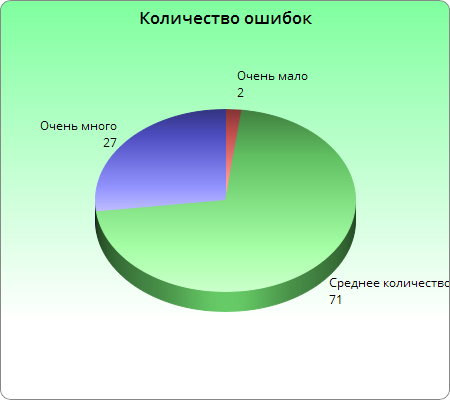 Количество ошибок
Очень мало
2
Очень много
27
Среднее количество
71